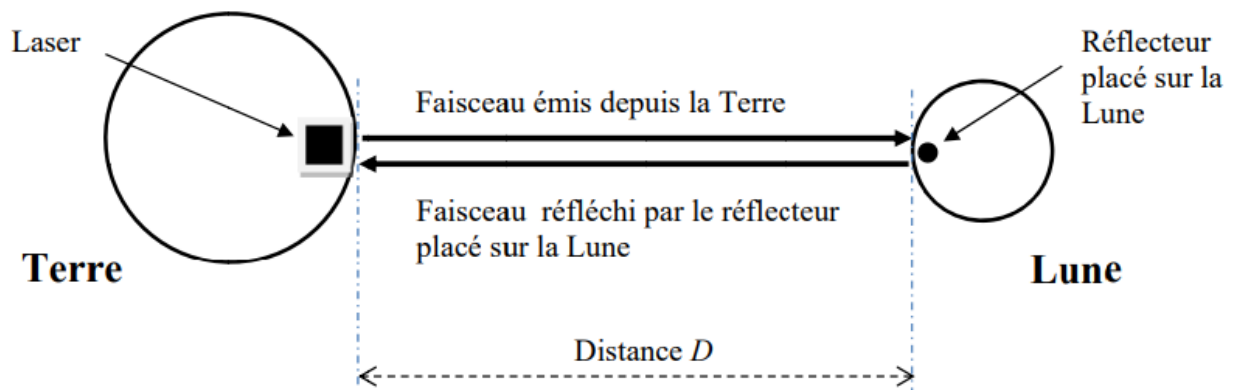 Laser
Réflecteur
placé sur la
Lune
Faisceau émis depuis la Terre
Faisceau réfléchi par le réflecteur
placé sur la Lune
Terre
Lune
Distance D